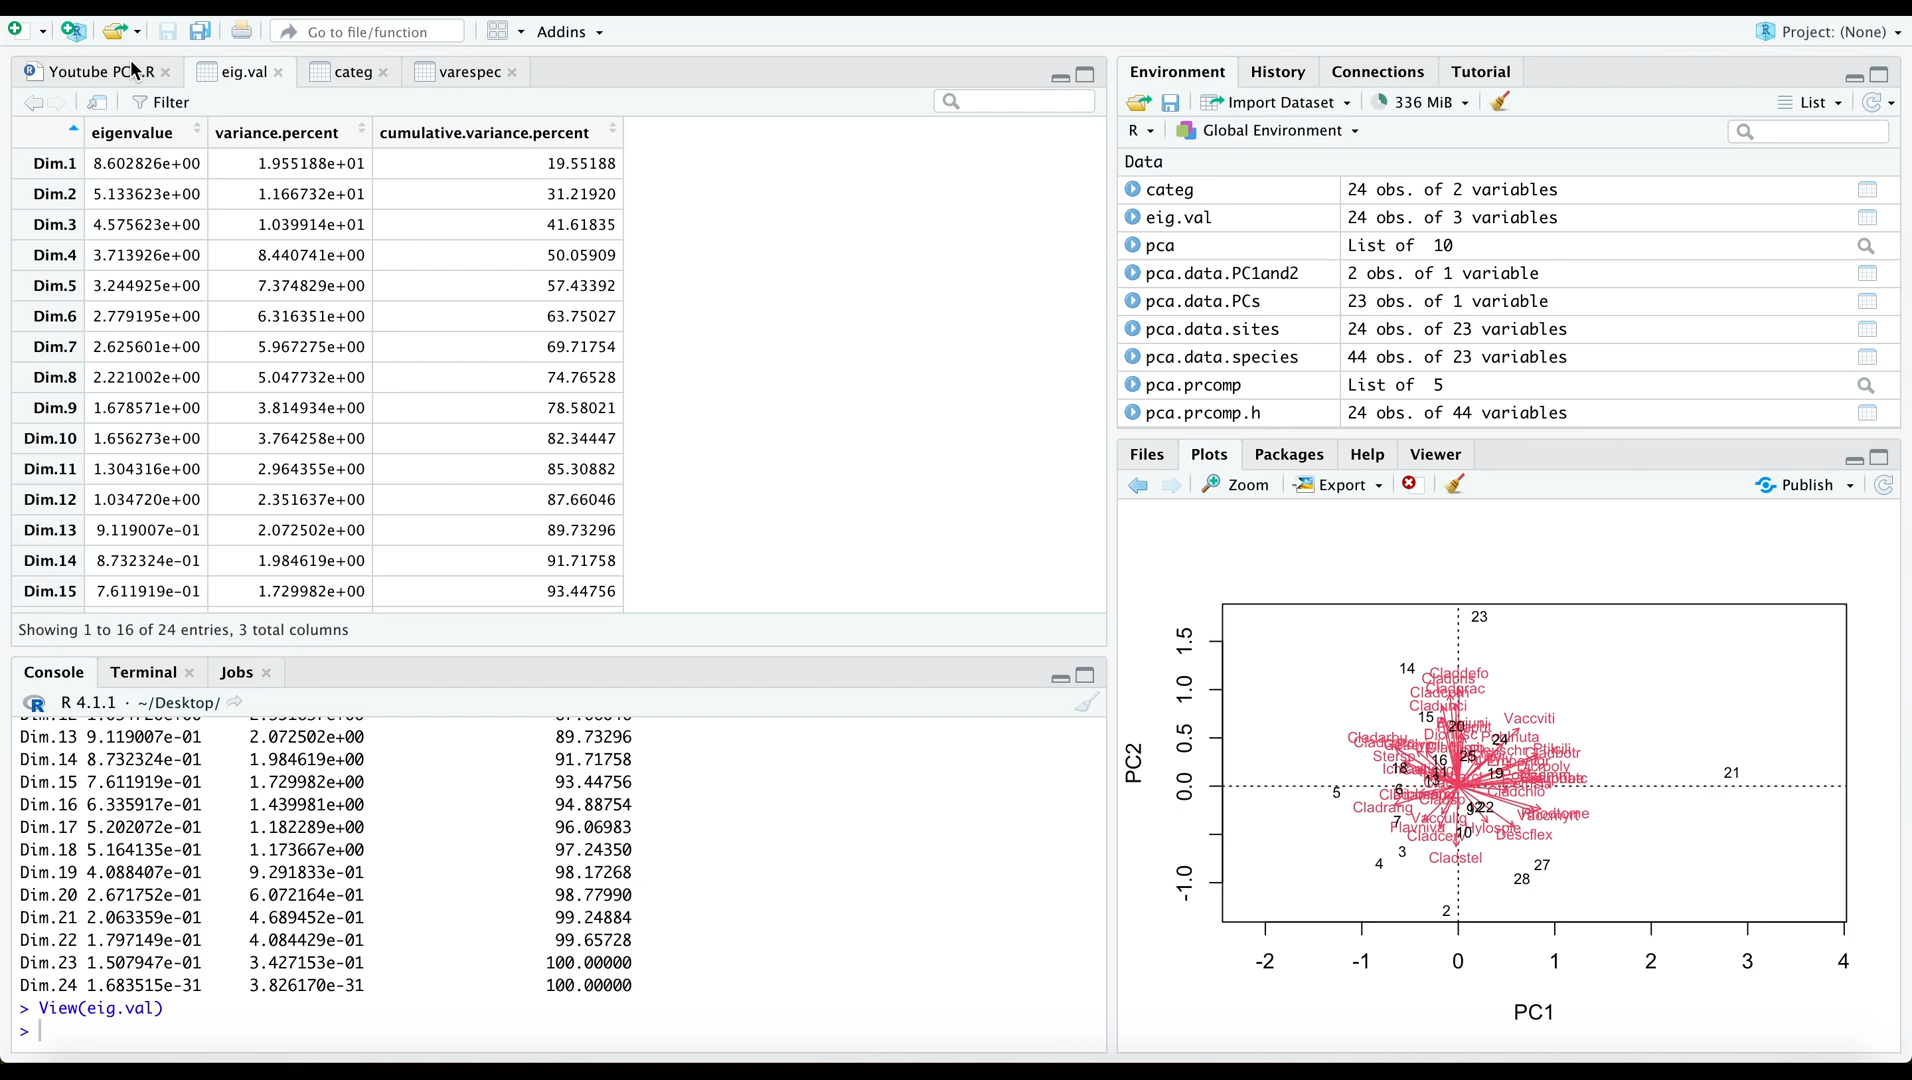 Go to file/function
Addins
Project: (None)
Youtube PC
R
eig.val
categ
varespec
Filter
eigenvalue variance.percent cumulative.variance.percent
Dim.1 8.602826e+00 1.955188e+01 19.55188
Dim.2 5.133623e+00 1.166732e+01 31.21920
Dim.3 4.575623e+00 1.039914e+01 41.61835
Dim.4 3.713926e+00 8.440741e+00 50.05909
Dim.5 3.244925e+00 7.374829e+00 57.43392
Dim.6 2.779195e+00 6.316351e+00 63.75027
Dim.7 2.625601e+00 5.967275e+00 69.71754
Dim.8 2.221002e+00 5.047732e+00 74.76528
Dim.9 1.678571e+00 3.814934e+00 78.58021
Dim.10 1.656273e+00 3.764258e+00 82.34447
Dim.11 1.304316e+00 2.964355e+00 85.30882
Dim.12 1.034720e+00 2.351637e+00 87.66046
Dim.13 9.119007e-01 2.072502e+00 89.73296
Dim.14 8.732324e-01 1.984619e+00 91.71758
Dim.15 7.611919e-01 1.729982e+00 93.44756
Showing 1 to 16 of 24 entries, 3 total columns
Console Terminal Jobs
R 4.1.1 · ~/Desktop/
Dim.13 9.119007e-01 2.072502e+00 89.73296
Dim.14 8.732324e-01 1.984619e+00 91.71758
Dim.15 7.611919e-01 1.729982e+00 93.44756
Dim.16 6.335917e-01 1.439981e+00 94.88754
Dim.17 5.202072e-01 1.182289e+00 96.06983
Dim.18 5.164135e-01 1.173667e+00 97.24350
Dim.19 4.088407e-01 9.291833e-01 98.17268
Dim.20 2.671752e-01 6.072164e-01 98.77990
Dim.21 2.063359e-01 4.689452e-01 99.24884
Dim.22 1.797149e-01 4.084429e-01 99.65728
Dim.23 1.507947e-01 3.427153e-01 100.00000
Dim.24 1.683515e-31 3.826170e-31 100.00000
> View(eig.val)
>
Environment History Connections Tutorial
Import Dataset 336 MiB List
R Global Environment
Data
categ 24 obs. of 2 variables
eig.val 24 obs. of 3 variables
pca List of 10
pca.data.PC1and2 2 obs. of 1 variable
pca.data.PCs 23 obs. of 1 variable
pca.data.sites 24 obs. of 23 variables
pca.data.species 44 obs. of 23 variables
pca.prcomp List of 5
pca.prcomp.h 24 obs. of 44 variables
Files Plots Packages Help Viewer
Zoom Export Publish
PC2
1.5
1.0
0.5
0.0
-1.0
23
14
Claddefo
15
20
Vaccviti
24
25
16
18
19
21
5
6
Cladrang
Cladchlo
22
7
10
Descflex
3
4
Cladstel
27
28
2
-2 -1 0 1 2 3 4
PC1